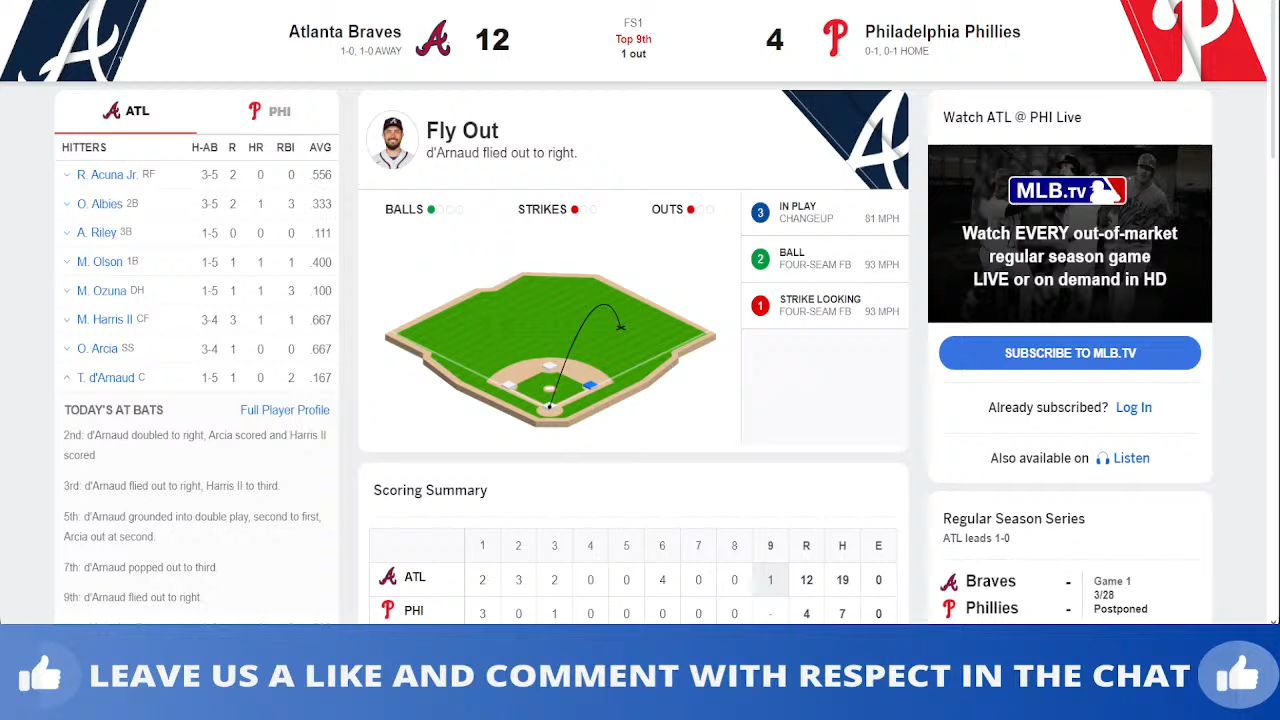 Atlanta Braves
1-0, 1-0 AWAY
12
FS1
Top 9th
1 out
4
Philadelphia Phillies
0-1, 0-1 HOME
ATL
PHI
HITTERS H-AB R HR RBI AVG
R. Acuna Jr. RF 3-5 2 0 0 .556
O. Albies 2B 3-5 2 1 3 .333
A. Riley 3B 1-5 0 0 0 .111
M. Olson 1B 1-5 1 1 1 .400
M. Ozuna DH 1-5 1 1 3 .100
M. Harris II CF 3-4 3 1 1 .667
O. Arcia SS 3-4 1 0 0 .667
T. d'Arnaud C 1-5 1 0 2 .167
TODAY'S AT BATS Full Player Profile
2nd: d'Arnaud doubled to right, Arcia scored and Harris II
scored
3rd: d'Arnaud flied out to right, Harris II to third.
5th: d'Arnaud grounded into double play, second to first,
Arcia out at second.
7th: d'Arnaud popped out to third.
9th: d'Arnaud flied out to right.
Fly Out
d'Arnaud flied out to right.
BALLS STRIKES OUTS
3 IN PLAY
CHANGEUP 81 MPH
2 BALL
FOUR-SEAM FB 93 MPH
1 STRIKE LOOKING
FOUR-SEAM FB 93 MPH
Scoring Summary
1 2 3 4 5 6 7 8 9 R H E
ATL 2 3 2 0 0 4 0 0 1 12 19 0
PHI 3 0 1 0 0 0 0 0 - 4 7 0
Watch ATL @ PHI Live
MLB.TV
Watch EVERY out-of-market
regular season game
LIVE or on demand in HD
SUBSCRIBE TO MLB.TV
Already subscribed? Log In
Also available on Listen
Regular Season Series
ATL leads 1-0
Braves -
Phillies -
Game 1
3/28
Postponed
LEAVE US A LIKE AND COMMENT WITH RESPECT IN THE CHAT